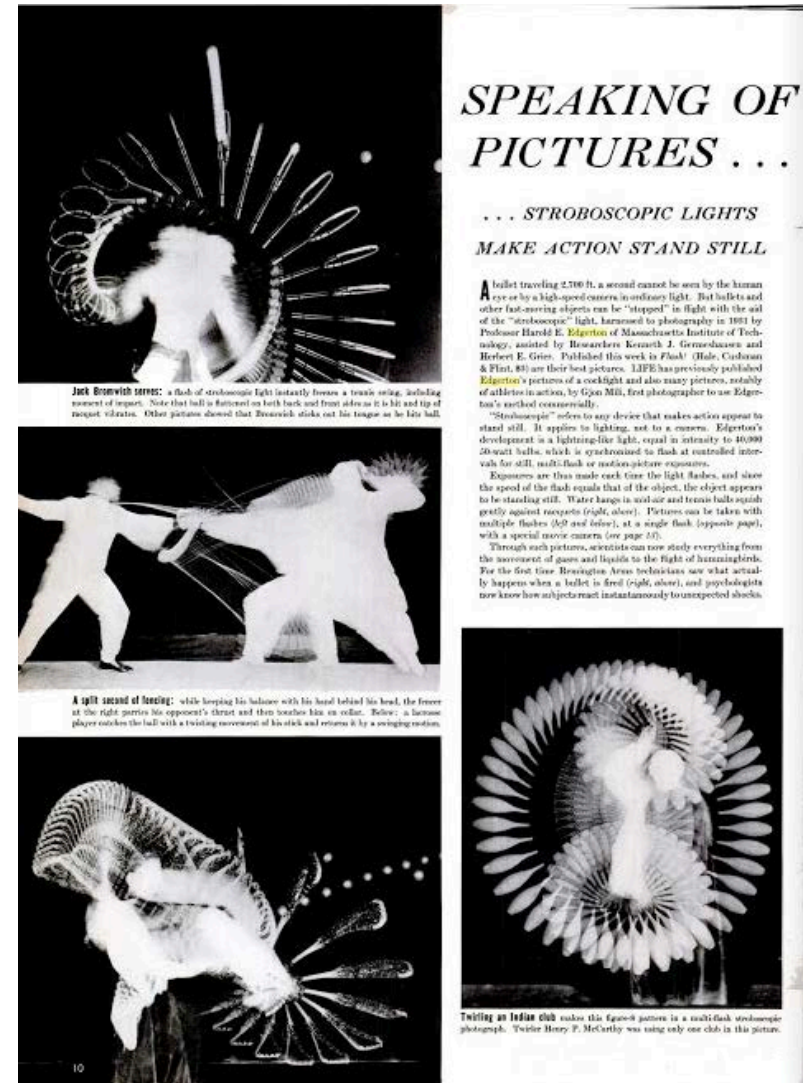 SPEAKING OF
PICTURES . . .
. . . STROBOSCOPIC LIGHTS
MAKE ACTION STAND STILL
A bullet traveling 2,700 ft. a second cannot be seen by the human
eye or by a high-speed camera in ordinary light. But bullets and
other fast-moving objects can be "stopped" in flight with the aid
of the "stroboscopic" light, harnessed to photography in 1931 by
Professor Harold E. Edgerton of Massachusetts Institute of Tech-
nology, assisted by Researchers Kenneth J. Germeshausen and
Herbert E. Grier. Published this week in Flash! (Hale, Cushman
& Flint, $3) are their best pictures. LIFE has previously published
Edgerton's pictures of a cockfight and also many pictures, notably
of athletes in action, by Gjon Mili, first photographer to use Edger-
ton's method commercially.
"Stroboscopic" refers to any device that makes action appear to
stand still. It applies to lighting, not to a camera. Edgerton's
development is a lightning-like light, equal in intensity to 40,000
50-watt bulbs, which is synchronized to flash at controlled inter-
vals for still, multi-flash or motion-picture exposures.
Exposures are thus made each time the light flashes, and since
the speed of the flash equals that of the object, the object appears
to be standing still. Water hangs in mid-air and tennis balls squish
gently against racquets (right, above). Pictures can be taken with
multiple flashes (left and below), at a single flash (opposite page),
with a special movie camera (see page 13).
Through such pictures, scientists can now study everything from
the movement of gases and liquids to the flight of hummingbirds.
For the first time Remington Arms technicians saw what actual-
ly happens when a bullet is fired (right, above), and psychologists
now know how subjects react instantaneously to unexpected shocks.
Jack Bromwich serves: a flash of stroboscopic light instantly freezes a tennis swing, including
moment of impact. Note that ball is flattened on both back and front sides as it is hit and tip of
racquet vibrates. Other pictures showed that Bromwich sticks out his tongue as he hits ball.
A split second of fencing: while keeping his balance with his hand behind his head, the fencer
at the right parries his opponent's thrust and then touches him on collar. Below: a lacrosse
player catches the ball with a twisting movement of his stick and returns it by a swinging motion.
Twirling an Indian club makes this figure-8 pattern in a multi-flash stroboscopic
photograph. Twirler Henry P. McCarthy was using only one club in this picture.
10